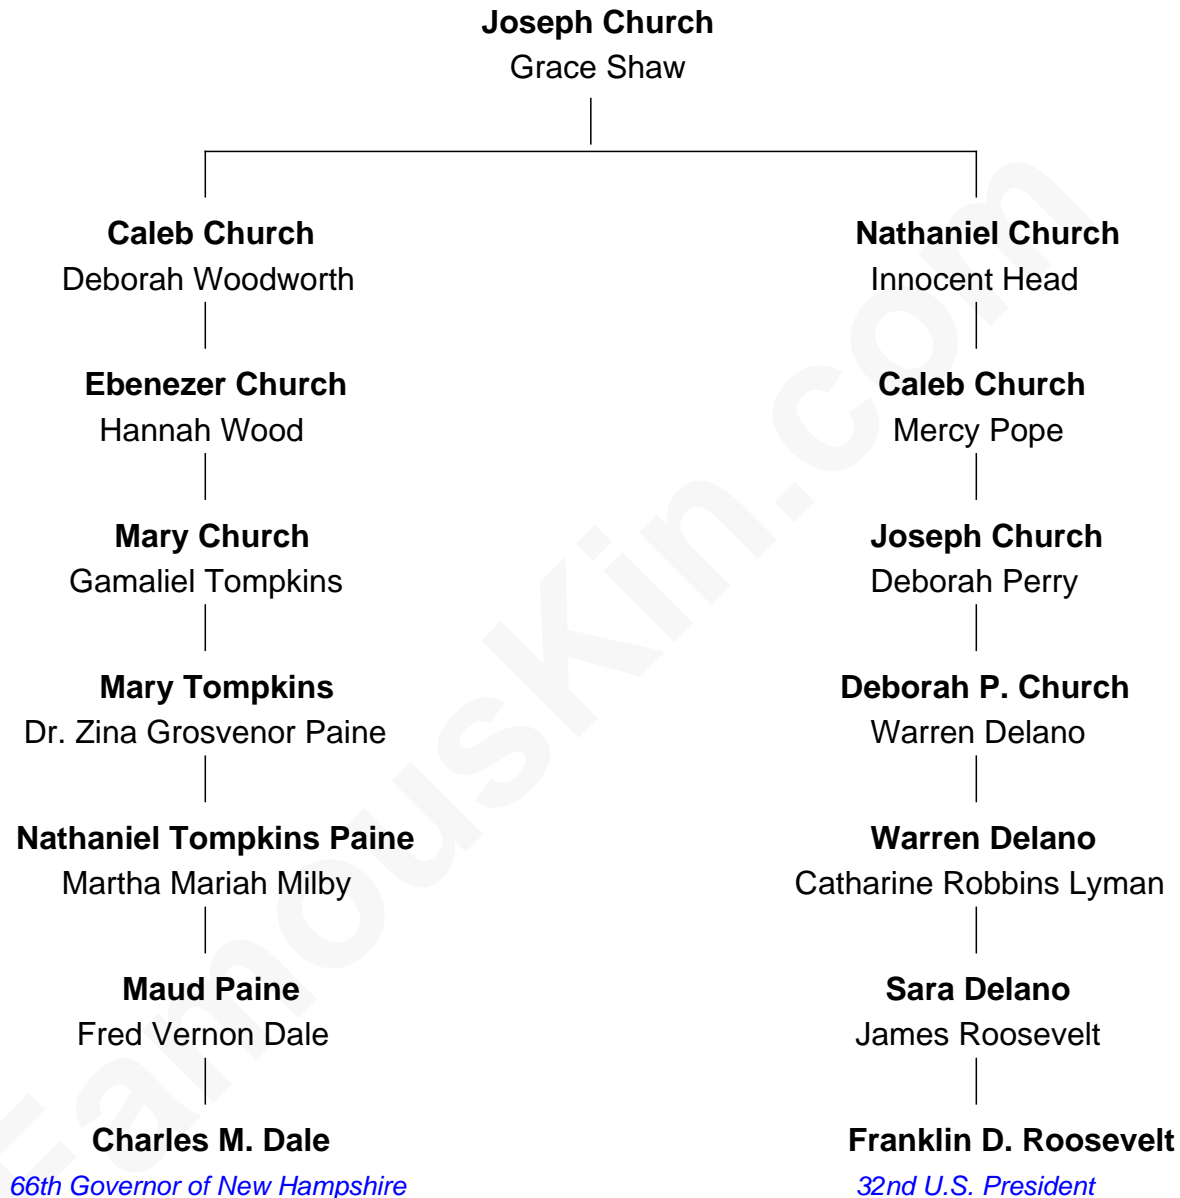 Joseph Church
Grace Shaw
Caleb Church
Deborah Woodworth
Nathaniel Church
Innocent Head
Ebenezer Church
Hannah Wood
Caleb Church
Mercy Pope
Mary Church
Gamaliel Tompkins
Joseph Church
Deborah Perry
Mary Tompkins
Dr. Zina Grosvenor Paine
Deborah P. Church
Warren Delano
Nathaniel Tompkins Paine
Martha Mariah Milby
Warren Delano
Catharine Robbins Lyman
Maud Paine
Fred Vernon Dale
Sara Delano
James Roosevelt
Charles M. Dale
66th Governor of New Hampshire
Franklin D. Roosevelt
32nd U.S. President
FamousKin.com